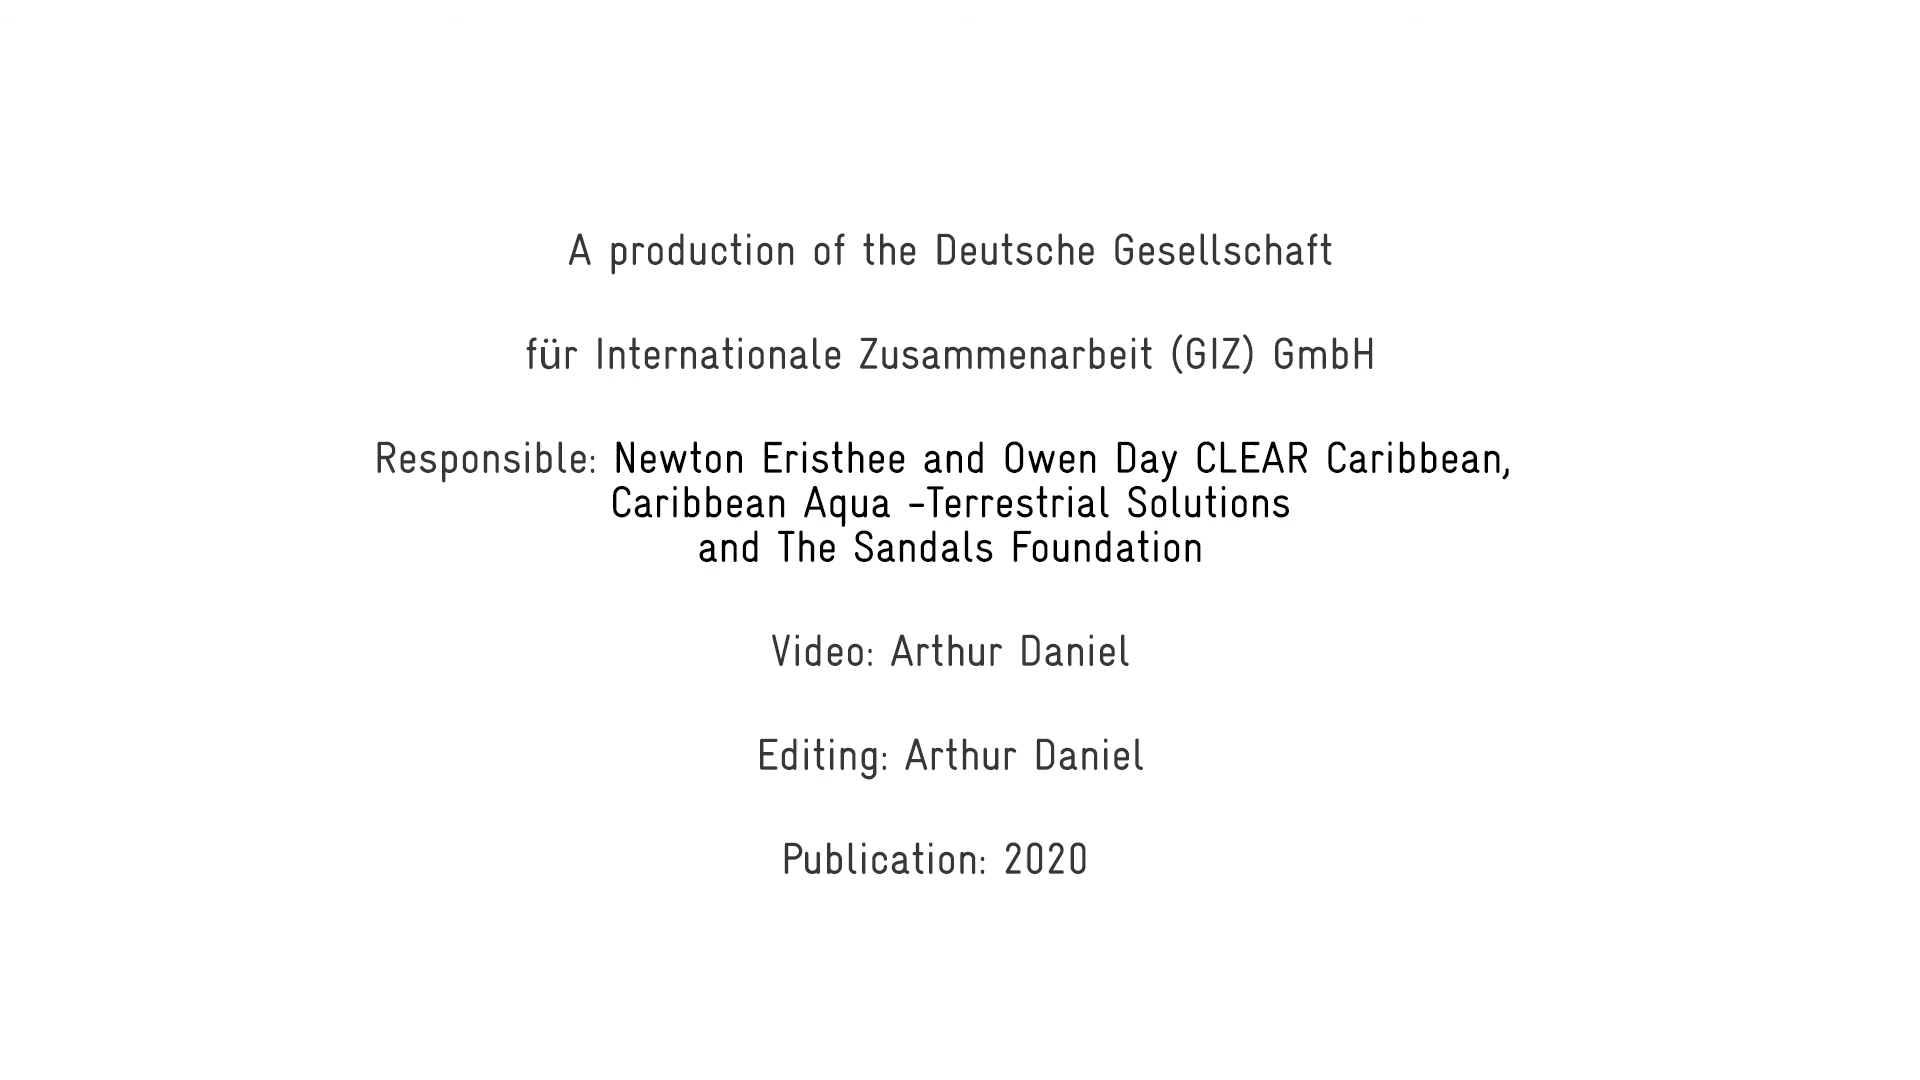 A production of the Deutsche Gesellschaft
für Internationale Zusammenarbeit (GIZ) GmbH
Responsible: Newton Eristhee and Owen Day CLEAR Caribbean,
Caribbean Aqua -Terrestrial Solutions
and The Sandals Foundation
Video: Arthur Daniel
Editing: Arthur Daniel
Publication: 2020